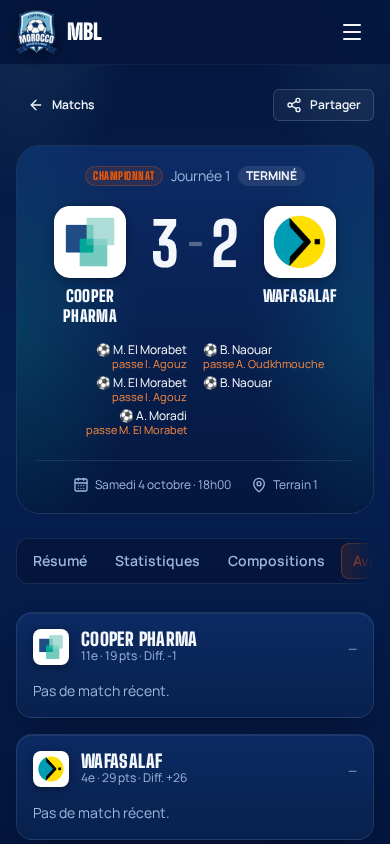 MOROCCO
MBL
Matchs
Partager
CHAMPIONNAT
Journée 1
TERMINÉ
3 - 2
COOPER
PHARMA
WAFASALAF
M. El Morabet
passe I. Agouz
M. El Morabet
passe I. Agouz
A. Moradi
passe M. El Morabet
B. Naouar
passe A. Oudkhmouche
B. Naouar
Samedi 4 octobre · 18h00
Terrain 1
Résumé
Statistiques
Compositions
COOPER PHARMA
11e · 19 pts · Diff. -1
–
Pas de match récent.
WAFASALAF
4e · 29 pts · Diff. +26
–
Pas de match récent.